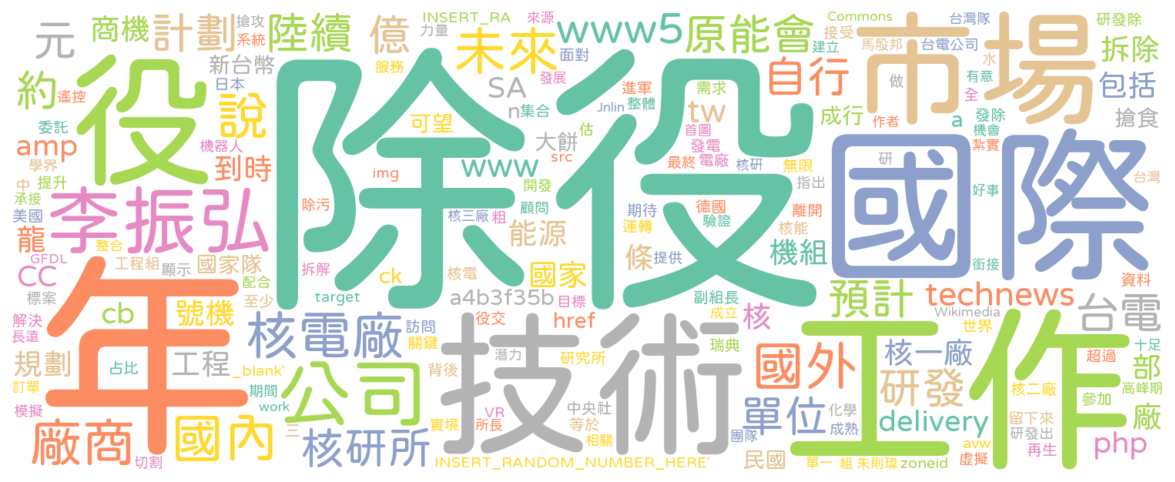 搶攻
來源
INSERT_RA
Commons
台灣隊
元 商機 計劃 陸續 億 力量 未來 www5 原能會 接受 建立 研發除
系統 面對 馬殷邦 台電公司 拆除
新台幣 服務 發展 自行 市場 水
約 日本 SA 進軍 需求 做 有意 包括
遙控 役 n 集合 Jnlin 整體 tw 全
說 可望 成行 作者 a 發除 搶食
委託 估 首圖 機會
amp 機器人 大餅 發電 紮實
到時 www src 最終 電廠 核研 無限 研
學界 img 除役 國際 台灣
中 提升 開發 指出
承接 李振弘 除污 顧問 期待 德國 離開 好事
美國 核三廠 粗 運轉 驗證 核能
龍 整合 能源 條 提供 機組 銜接
GFDL 工程組 國家隊 拆解 ck 國家
CC 顯示 配合 核電 資料
標案 年 至少 target a4b3f35b 目標 副組長 預計 technews
cb 號機 役交 href 成立 核 Wikimedia 台電
解決 訪問 世界
長遠 核電廠 關鍵 技術 瑞典 工作 十足
規劃 占比 工程 潛力 研究所 國外 核一廠 超過 部
訂單 _blank' 背後 核二廠 高峰期
期間 公司 研發 參加
模擬 work VR 中央社 單位 化學 留下來 廠
廠商 國內 三 實境 所長 等於 delivery 研發出
核研所 相關 團隊 成熟 avw 再生 php
切割 INSERT_RANDOM_NUMBER_HERE' 民國 單一 組 朱則瑋 zoneid 虛擬